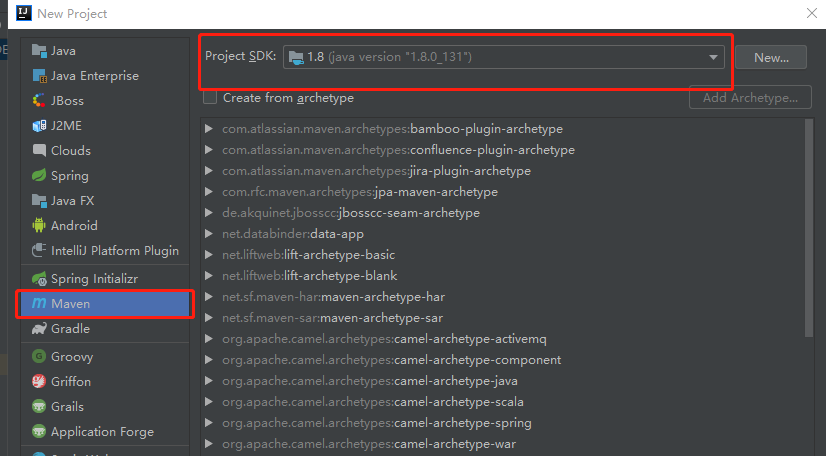 New Project
Java
Java Enterprise
JBoss
J2ME
Clouds
Spring
Java FX
Android
IntelliJ Platform Plugin
Spring Initializr
Maven
Gradle
Groovy
Griffon
Grails
Application Forge
Project SDK: 1.8 (java version "1.8.0_131") New...
Create from archetype Add Archetype...
com.atlassian.maven.archetypes:bamboo-plugin-archetype
com.atlassian.maven.archetypes:confluence-plugin-archetype
com.atlassian.maven.archetypes:jira-plugin-archetype
com.rfc.maven.archetypes:jpa-maven-archetype
de.akquinet.jbosscc:jbosscc-seam-archetype
net.databinder:data-app
net.liftweb:lift-archetype-basic
net.liftweb:lift-archetype-blank
net.sf.maven-har:maven-archetype-har
net.sf.maven-sar:maven-archetype-sar
org.apache.camel.archetypes:camel-archetype-activemq
org.apache.camel.archetypes:camel-archetype-component
org.apache.camel.archetypes:camel-archetype-java
org.apache.camel.archetypes:camel-archetype-scala
org.apache.camel.archetypes:camel-archetype-spring
org.apache.camel.archetypes:camel-archetype-war